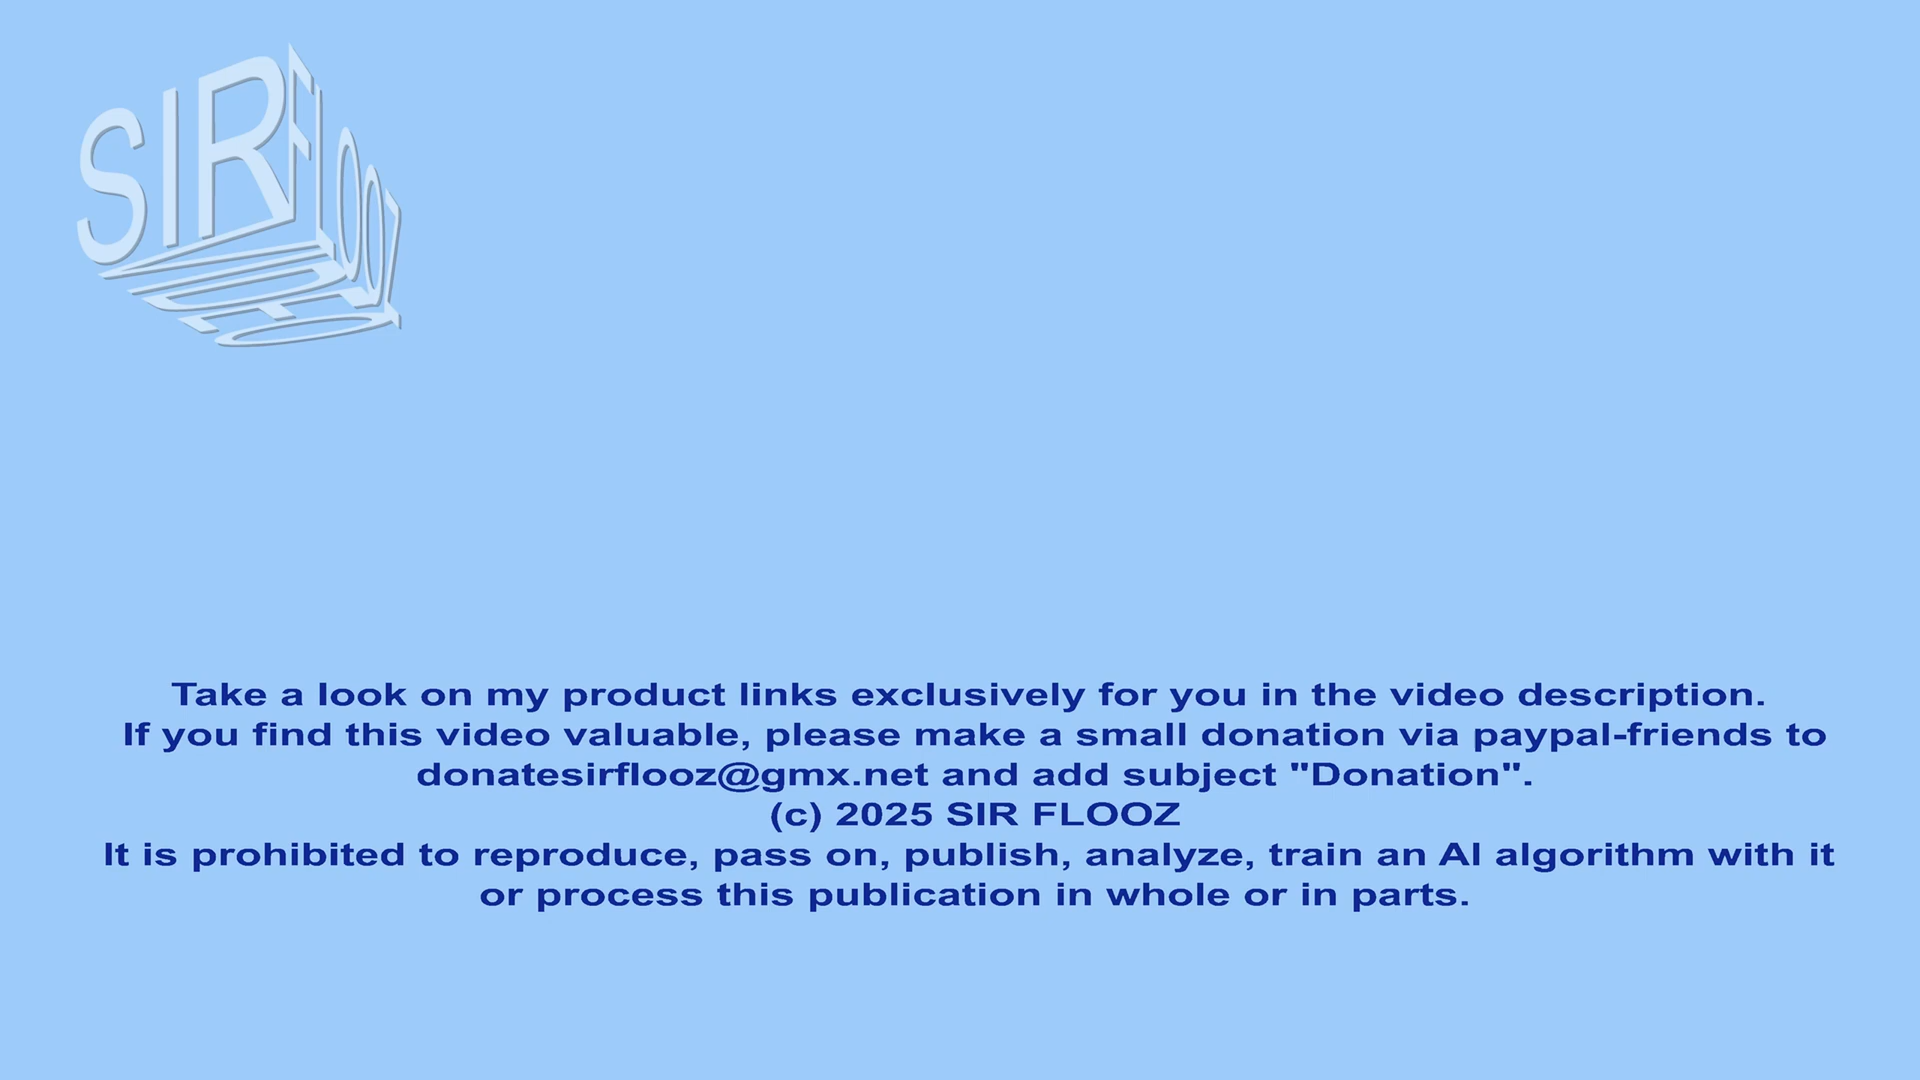 SIR FLOOZ
Take a look on my product links exclusively for you in the video description.
If you find this video valuable, please make a small donation via paypal-friends to
donatesirflooz@gmx.net and add subject "Donation".
(c) 2025 SIR FLOOZ
It is prohibited to reproduce, pass on, publish, analyze, train an AI algorithm with it
or process this publication in whole or in parts.